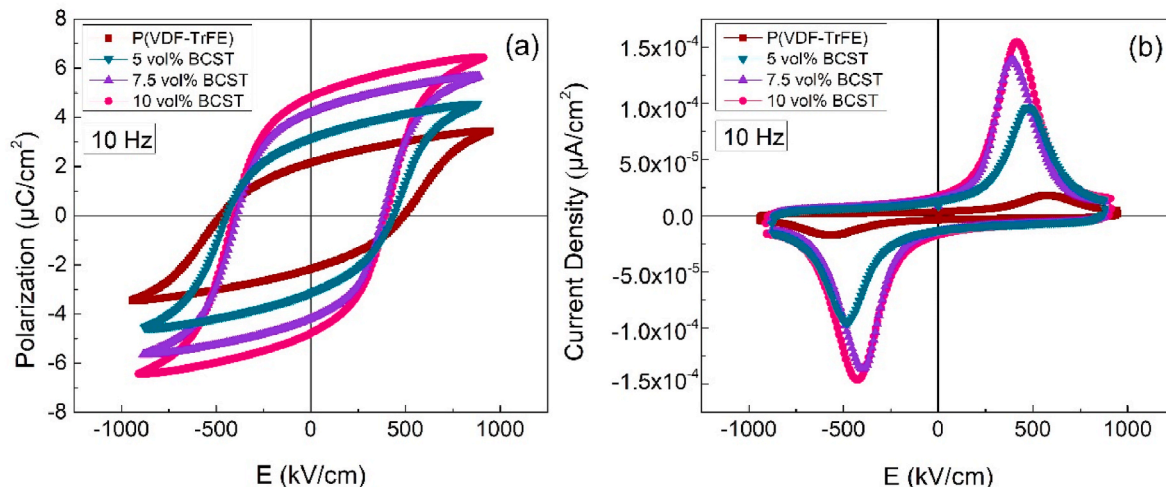 P(VDF-TrFE)
5 vol% BCST
7.5 vol% BCST
10 vol% BCST
(a)
10 Hz
Polarization (µC/cm²)
8
6
4
2
0
-2
-4
-6
-8
-1000 -500 0 500 1000
E (kV/cm)
P(VDF-TrFE)
5 vol% BCST
7.5 vol% BCST
10 vol% BCST
(b)
10 Hz
Current Density (µA/cm²)
1.5x10⁻⁴
1.0x10⁻⁴
5.0x10⁻⁵
0.0
-5.0x10⁻⁵
-1.0x10⁻⁴
-1.5x10⁻⁴
-1000 -500 0 500 1000
E (kV/cm)